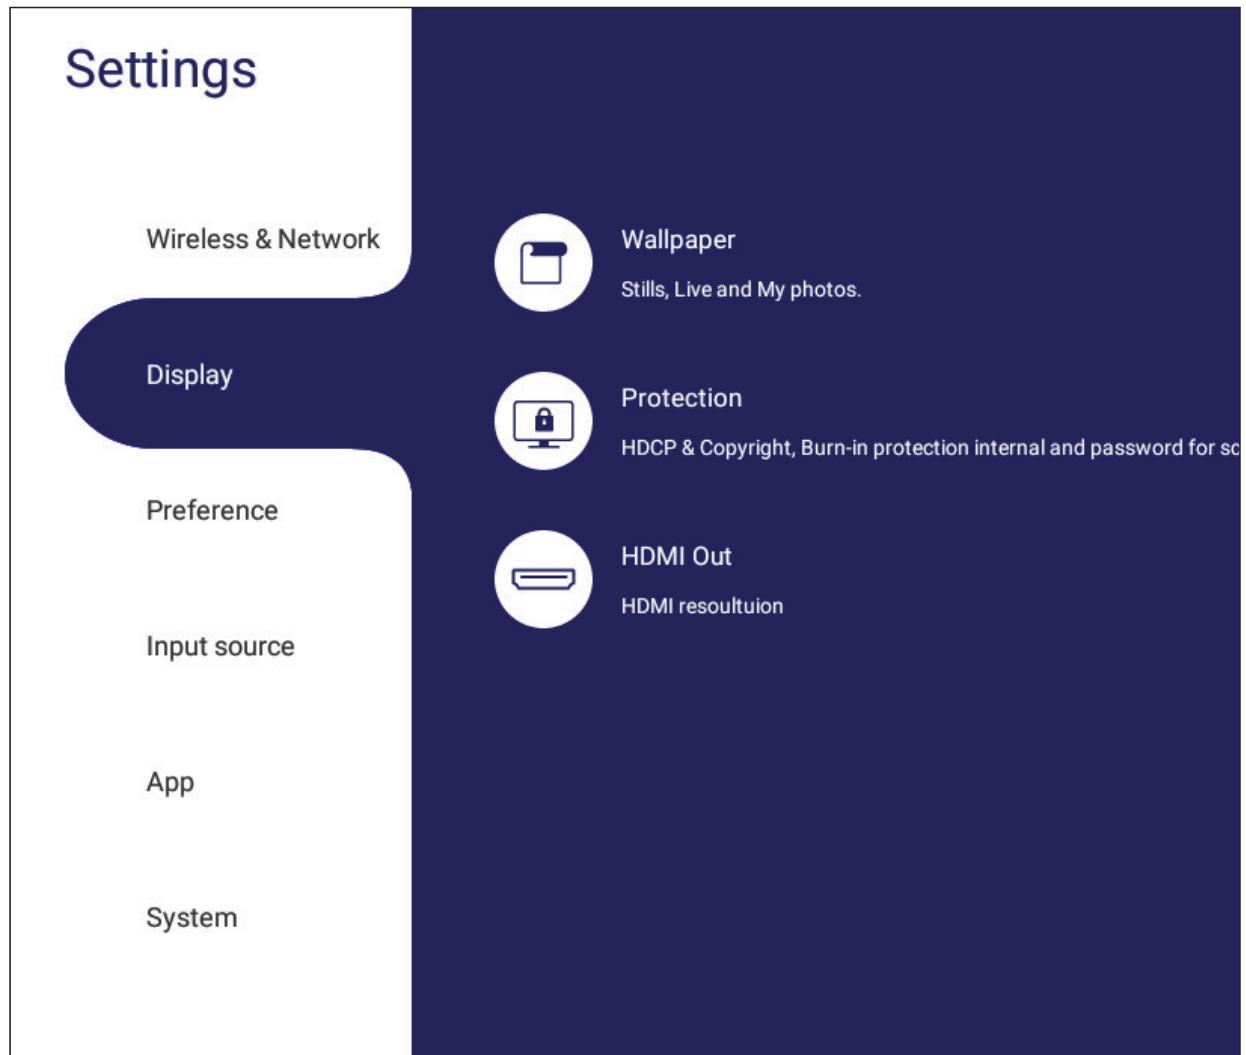 Settings
Wireless & Network
Display
Preference
Input source
App
System
Wallpaper
Stills, Live and My photos.
Protection
HDCP & Copyright, Burn-in protection internal and password for sc
HDMI Out
HDMI resoultuion